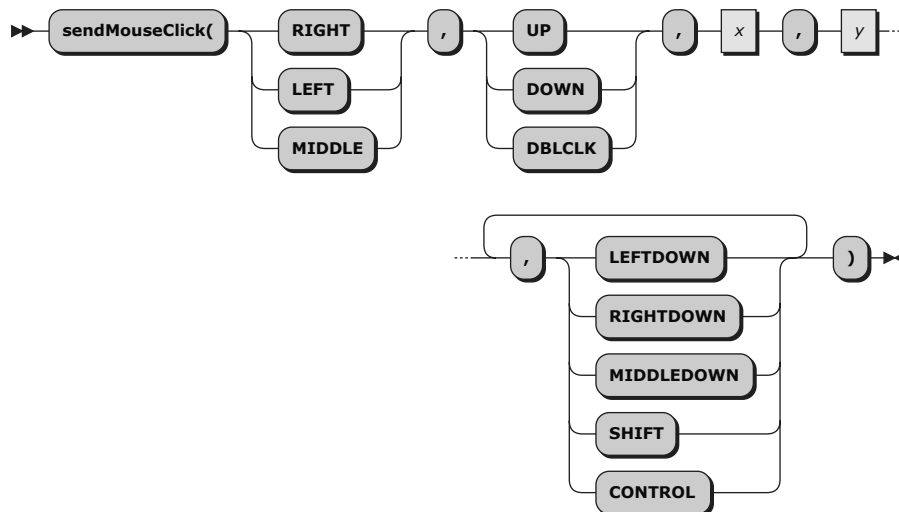 sendMouseClick( RIGHT , UP , x , y
LEFT DOWN
MIDDLE DBLCLK
, LEFTDOWN )
RIGHTDOWN
MIDDLEDOWN
SHIFT
CONTROL